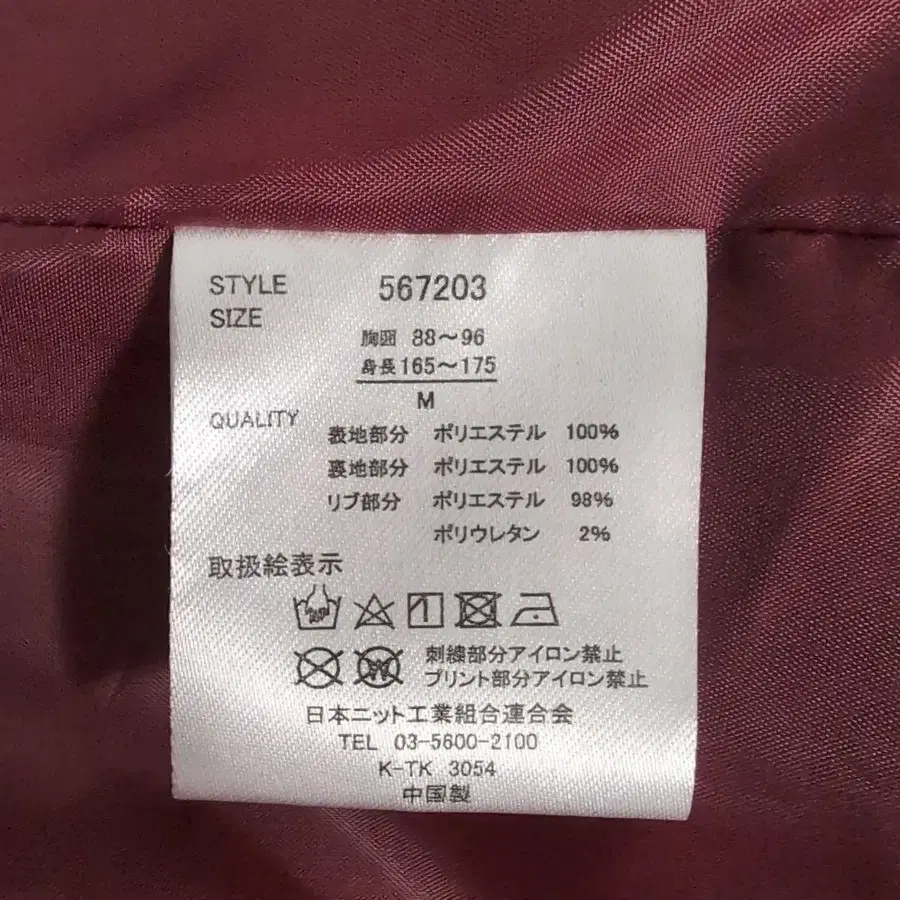 STYLE 567203
SIZE
胸囲 88〜96
身長165〜175
M
QUALITY
表地部分 ポリエステル 100%
裏地部分 ポリエステル 100%
リブ部分 ポリエステル 98%
ポリウレタン 2%
取扱絵表示
刺繍部分アイロン禁止
プリント部分アイロン禁止
日本ニット工業組合連合会
TEL 03-5600-2100
K-TK 3054
中国製